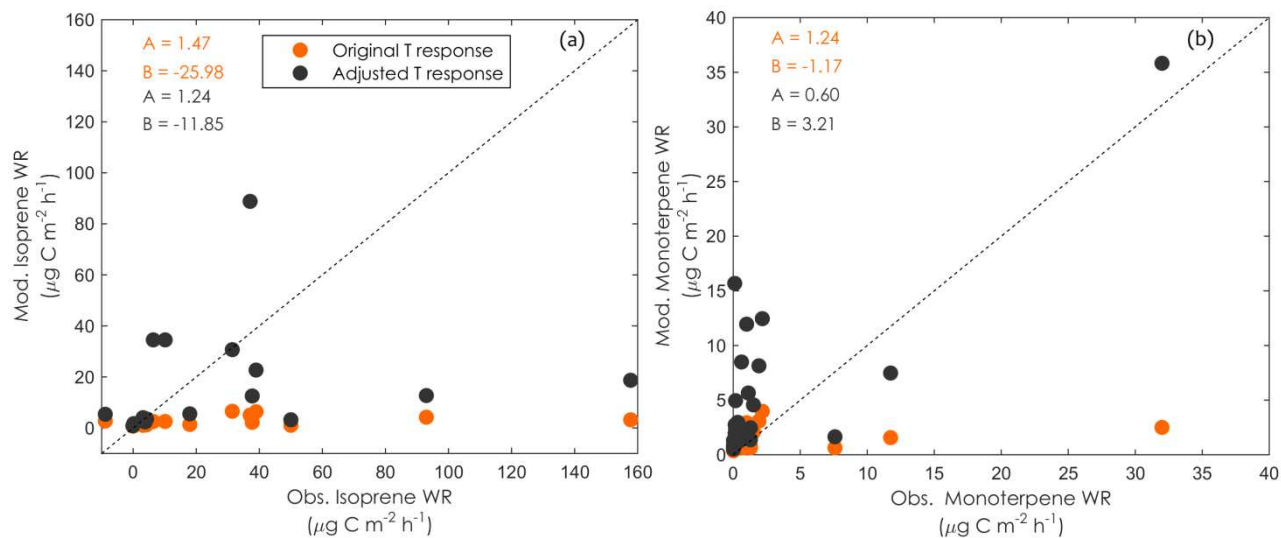 (a)
A = 1.47
B = -25.98
A = 1.24
B = -11.85
Original T response
Adjusted T response
160
140
120
100
80
60
40
20
0
Mod. Isoprene WR
(μg C m⁻² h⁻¹)
0 20 40 60 80 100 120 140 160
Obs. Isoprene WR
(μg C m⁻² h⁻¹)
(b)
A = 1.24
B = -1.17
A = 0.60
B = 3.21
40
35
30
25
20
15
10
5
0
Mod. Monoterpene WR
(μg C m⁻² h⁻¹)
0 5 10 15 20 25 30 35 40
Obs. Monoterpene WR
(μg C m⁻² h⁻¹)